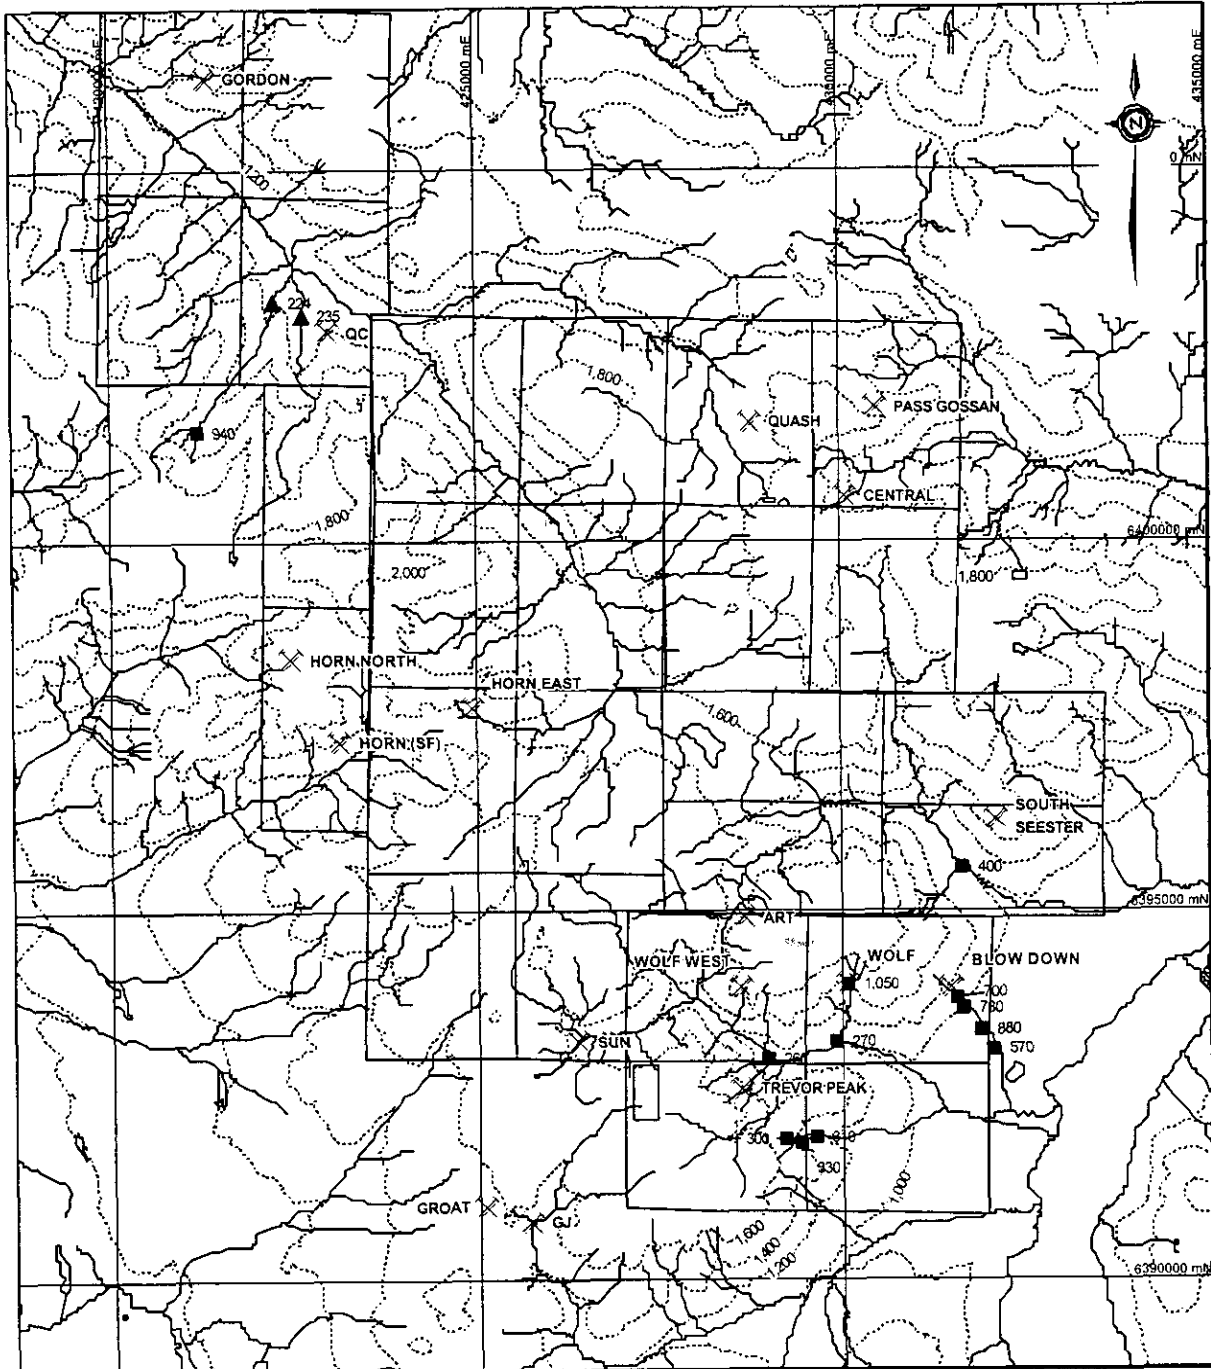 425000 mE
435000 mE
N
GORDON
0 mN
1,200
224
235
QC
1,800
QUASH
PASS GOSSAN
940
CENTRAL
1,800
6400000 mN
2,000
1,800
HORN NORTH
HORN EAST
1,600
HORN (SF)
SOUTH
SEESTER
400
6395000 mN
ART
WOLF WEST
WOLF
BLOW DOWN
1,050
700
880
SUN
270
570
TREVOR PEAK
300
930
1,000
GROAT
GJ
1,600
1,400
1,200
6390000 mN